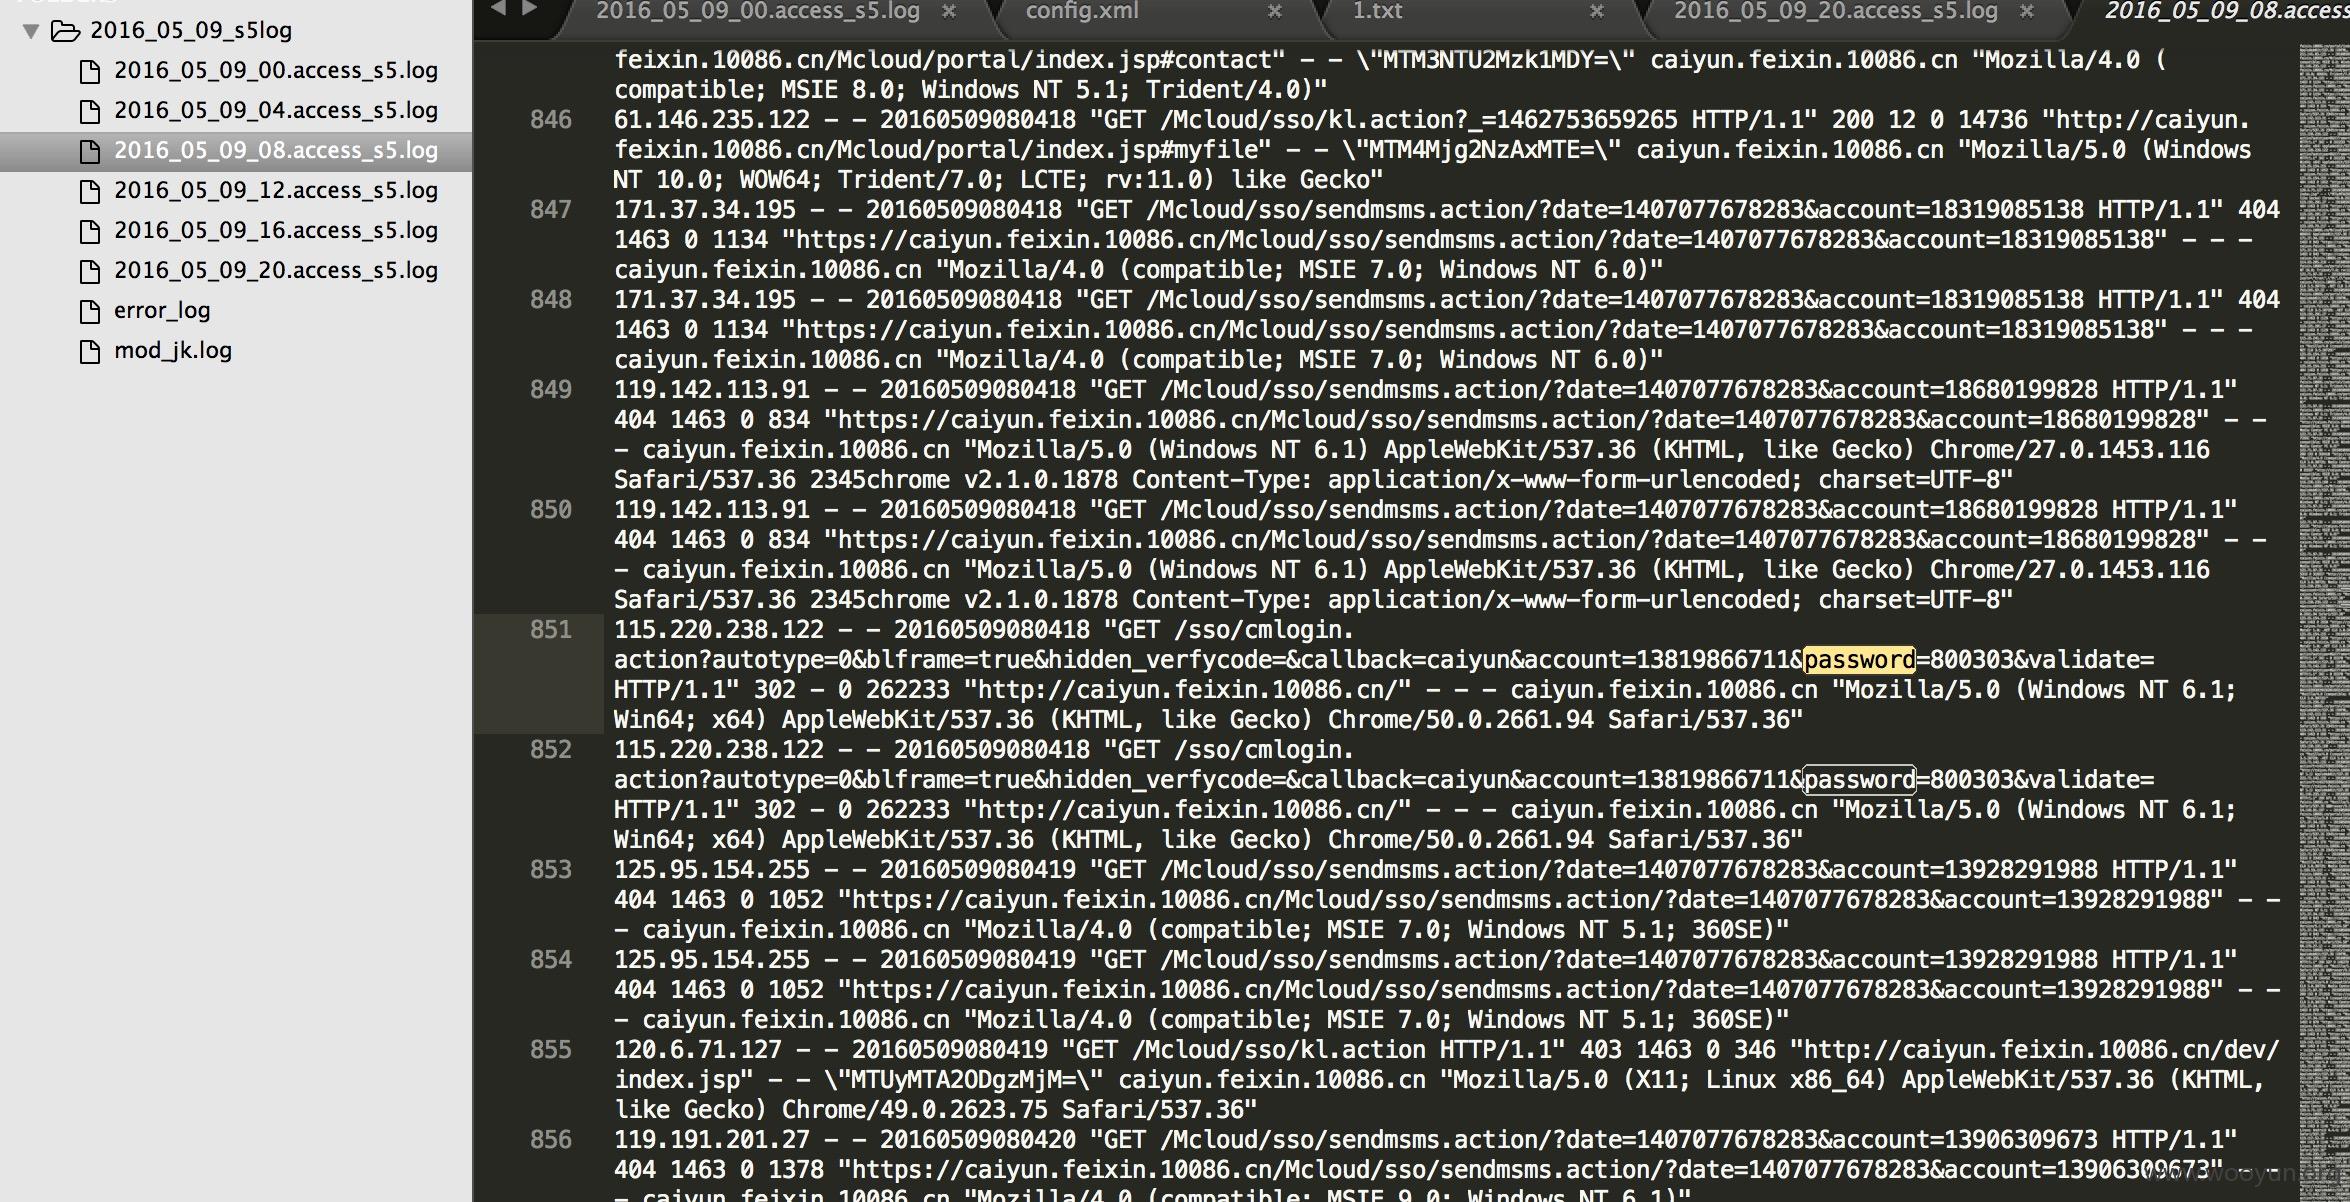 2016_05_09_s5log
2016_05_09_00.access_s5.log
2016_05_09_04.access_s5.log
2016_05_09_08.access_s5.log
2016_05_09_12.access_s5.log
2016_05_09_16.access_s5.log
2016_05_09_20.access_s5.log
error_log
mod_jk.log
2016_05_09_00.access_s5.log × config.xml × 1.txt × 2016_05_09_20.access_s5.log × 2016_05_09_08.access
feixin.10086.cn/Mcloud/portal/index.jsp#contact" - - \"MTM3NTU2Mzk1MDY=\" caiyun.feixin.10086.cn "Mozilla/4.0 (
compatible; MSIE 8.0; Windows NT 5.1; Trident/4.0)"
846 61.146.235.122 - - 20160509080418 "GET /Mcloud/sso/kl.action?_=1462753659265 HTTP/1.1" 200 12 0 14736 "http://caiyun.
feixin.10086.cn/Mcloud/portal/index.jsp#myfile" - - \"MTM4Mjg2NzAxMTE=\" caiyun.feixin.10086.cn "Mozilla/5.0 (Windows
NT 10.0; WOW64; Trident/7.0; LCTE; rv:11.0) like Gecko"
847 171.37.34.195 - - 20160509080418 "GET /Mcloud/sso/sendmsms.action/?date=1407077678283&account=18319085138 HTTP/1.1" 404
1463 0 1134 "https://caiyun.feixin.10086.cn/Mcloud/sso/sendmsms.action/?date=1407077678283&account=18319085138" - - -
caiyun.feixin.10086.cn "Mozilla/4.0 (compatible; MSIE 7.0; Windows NT 6.0)"
848 171.37.34.195 - - 20160509080418 "GET /Mcloud/sso/sendmsms.action/?date=1407077678283&account=18319085138 HTTP/1.1" 404
1463 0 1134 "https://caiyun.feixin.10086.cn/Mcloud/sso/sendmsms.action/?date=1407077678283&account=18319085138" - - -
caiyun.feixin.10086.cn "Mozilla/4.0 (compatible; MSIE 7.0; Windows NT 6.0)"
849 119.142.113.91 - - 20160509080418 "GET /Mcloud/sso/sendmsms.action/?date=1407077678283&account=18680199828 HTTP/1.1"
404 1463 0 834 "https://caiyun.feixin.10086.cn/Mcloud/sso/sendmsms.action/?date=1407077678283&account=18680199828" - -
- caiyun.feixin.10086.cn "Mozilla/5.0 (Windows NT 6.1) AppleWebKit/537.36 (KHTML, like Gecko) Chrome/27.0.1453.116
Safari/537.36 2345chrome v2.1.0.1878 Content-Type: application/x-www-form-urlencoded; charset=UTF-8"
850 119.142.113.91 - - 20160509080418 "GET /Mcloud/sso/sendmsms.action/?date=1407077678283&account=18680199828 HTTP/1.1"
404 1463 0 834 "https://caiyun.feixin.10086.cn/Mcloud/sso/sendmsms.action/?date=1407077678283&account=18680199828" - -
- caiyun.feixin.10086.cn "Mozilla/5.0 (Windows NT 6.1) AppleWebKit/537.36 (KHTML, like Gecko) Chrome/27.0.1453.116
Safari/537.36 2345chrome v2.1.0.1878 Content-Type: application/x-www-form-urlencoded; charset=UTF-8"
851 115.220.238.122 - - 20160509080418 "GET /sso/cmlogin.
action?autotype=0&blframe=true&hidden_verfycode=&callback=caiyun&account=13819866711&password=800303&validate=
HTTP/1.1" 302 - 0 262233 "http://caiyun.feixin.10086.cn/" - - - caiyun.feixin.10086.cn "Mozilla/5.0 (Windows NT 6.1;
Win64; x64) AppleWebKit/537.36 (KHTML, like Gecko) Chrome/50.0.2661.94 Safari/537.36"
852 115.220.238.122 - - 20160509080418 "GET /sso/cmlogin.
action?autotype=0&blframe=true&hidden_verfycode=&callback=caiyun&account=13819866711&password=800303&validate=
HTTP/1.1" 302 - 0 262233 "http://caiyun.feixin.10086.cn/" - - - caiyun.feixin.10086.cn "Mozilla/5.0 (Windows NT 6.1;
Win64; x64) AppleWebKit/537.36 (KHTML, like Gecko) Chrome/50.0.2661.94 Safari/537.36"
853 125.95.154.255 - - 20160509080419 "GET /Mcloud/sso/sendmsms.action/?date=1407077678283&account=13928291988 HTTP/1.1"
404 1463 0 1052 "https://caiyun.feixin.10086.cn/Mcloud/sso/sendmsms.action/?date=1407077678283&account=13928291988" - -
- caiyun.feixin.10086.cn "Mozilla/4.0 (compatible; MSIE 7.0; Windows NT 5.1; 360SE)"
854 125.95.154.255 - - 20160509080419 "GET /Mcloud/sso/sendmsms.action/?date=1407077678283&account=13928291988 HTTP/1.1"
404 1463 0 1052 "https://caiyun.feixin.10086.cn/Mcloud/sso/sendmsms.action/?date=1407077678283&account=13928291988" - -
- caiyun.feixin.10086.cn "Mozilla/4.0 (compatible; MSIE 7.0; Windows NT 5.1; 360SE)"
855 120.6.71.127 - - 20160509080419 "GET /Mcloud/sso/kl.action HTTP/1.1" 403 1463 0 346 "http://caiyun.feixin.10086.cn/dev/
index.jsp" - - \"MTUyMTA2ODgzMjM=\" caiyun.feixin.10086.cn "Mozilla/5.0 (X11; Linux x86_64) AppleWebKit/537.36 (KHTML,
like Gecko) Chrome/49.0.2623.75 Safari/537.36"
856 119.191.201.27 - - 20160509080420 "GET /Mcloud/sso/sendmsms.action/?date=1407077678283&account=13906309673 HTTP/1.1"
404 1463 0 1378 "https://caiyun.feixin.10086.cn/Mcloud/sso/sendmsms.action/?date=1407077678283&account=13906309673" - -
- caiyun.feixin.10086.cn "Mozilla/4.0 (compatible; MSIE 9.0; Windows NT 6.1)"